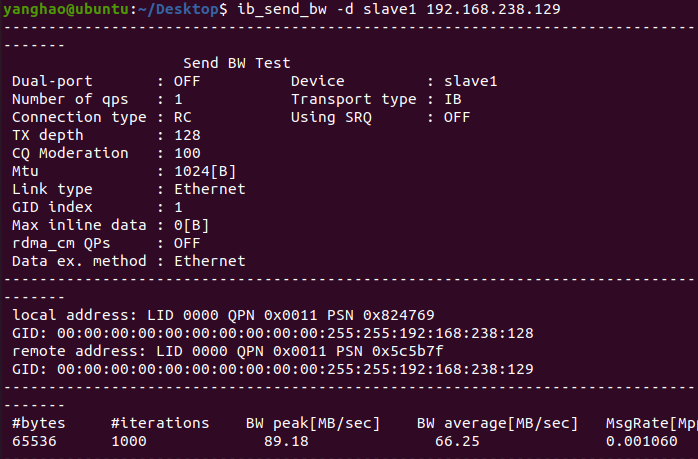 yanghao@ubuntu:~/Desktop$ ib_send_bw -d slave1 192.168.238.129
---------------------------------------------------------------------------------
-------
                    Send BW Test
 Dual-port       : OFF          Device         : slave1
 Number of qps   : 1            Transport type : IB
 Connection type : RC           Using SRQ      : OFF
 TX depth        : 128
 CQ Moderation   : 100
 Mtu             : 1024[B]
 Link type       : Ethernet
 GID index       : 1
 Max inline data : 0[B]
 rdma_cm QPs     : OFF
 Data ex. method : Ethernet
---------------------------------------------------------------------------------
-------
 local address: LID 0000 QPN 0x0011 PSN 0x824769
 GID: 00:00:00:00:00:00:00:00:00:00:255:255:192:168:238:128
 remote address: LID 0000 QPN 0x0011 PSN 0x5c5b7f
 GID: 00:00:00:00:00:00:00:00:00:00:255:255:192:168:238:129
---------------------------------------------------------------------------------
-------
 #bytes     #iterations    BW peak[MB/sec]    BW average[MB/sec]   MsgRate[Mp
 65536      1000             89.18              66.25              0.001060